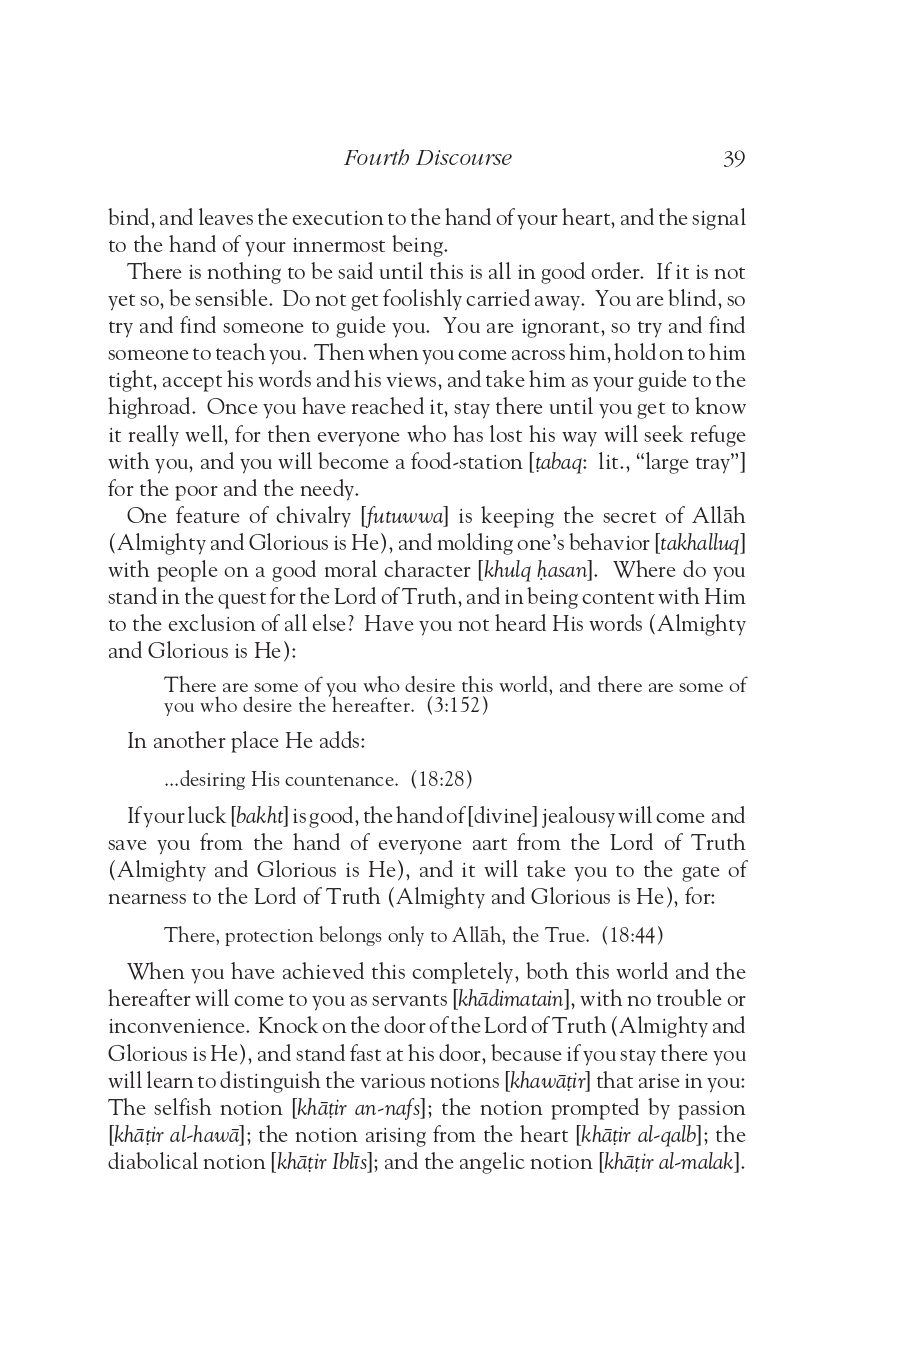 Fourth Discourse 39
bind, and leaves the execution to the hand of your heart, and the signal
to the hand of your innermost being.
There is nothing to be said until this is all in good order. If it is not
yet so, be sensible. Do not get foolishly carried away. You are blind, so
try and find someone to guide you. You are ignorant, so try and find
someone to teach you. Then when you come across him, hold on to him
tight, accept his words and his views, and take him as your guide to the
highroad. Once you have reached it, stay there until you get to know
it really well, for then everyone who has lost his way will seek refuge
with you, and you will become a food-station [ṭabaq: lit., “large tray”]
for the poor and the needy.
One feature of chivalry [futuwwa] is keeping the secret of Allāh
(Almighty and Glorious is He), and molding one’s behavior [takhalluq]
with people on a good moral character [khulq ḥasan]. Where do you
stand in the quest for the Lord of Truth, and in being content with Him
to the exclusion of all else? Have you not heard His words (Almighty
and Glorious is He):
There are some of you who desire this world, and there are some of
you who desire the hereafter. (3:152)
In another place He adds:
...desiring His countenance. (18:28)
If your luck [bakht] is good, the hand of [divine] jealousy will come and
save you from the hand of everyone aart from the Lord of Truth
(Almighty and Glorious is He), and it will take you to the gate of
nearness to the Lord of Truth (Almighty and Glorious is He), for:
There, protection belongs only to Allāh, the True. (18:44)
When you have achieved this completely, both this world and the
hereafter will come to you as servants [khādimatain], with no trouble or
inconvenience. Knock on the door of the Lord of Truth (Almighty and
Glorious is He), and stand fast at his door, because if you stay there you
will learn to distinguish the various notions [khawāṭir] that arise in you:
The selfish notion [khāṭir an-nafs]; the notion prompted by passion
[khāṭir al-hawā]; the notion arising from the heart [khāṭir al-qalb]; the
diabolical notion [khāṭir Iblīs]; and the angelic notion [khāṭir al-malak].